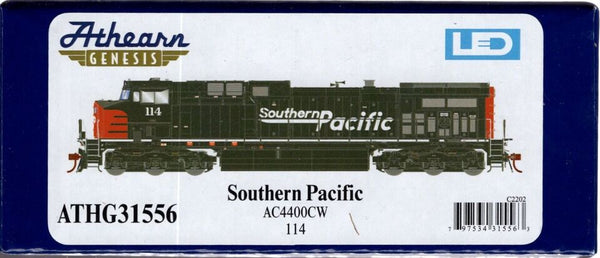 Athearn
GENESIS
LED
114
Southern
Pacific
Southern Pacific
AC4400CW
114
ATHG31556
C2202
7 97534 31556 3